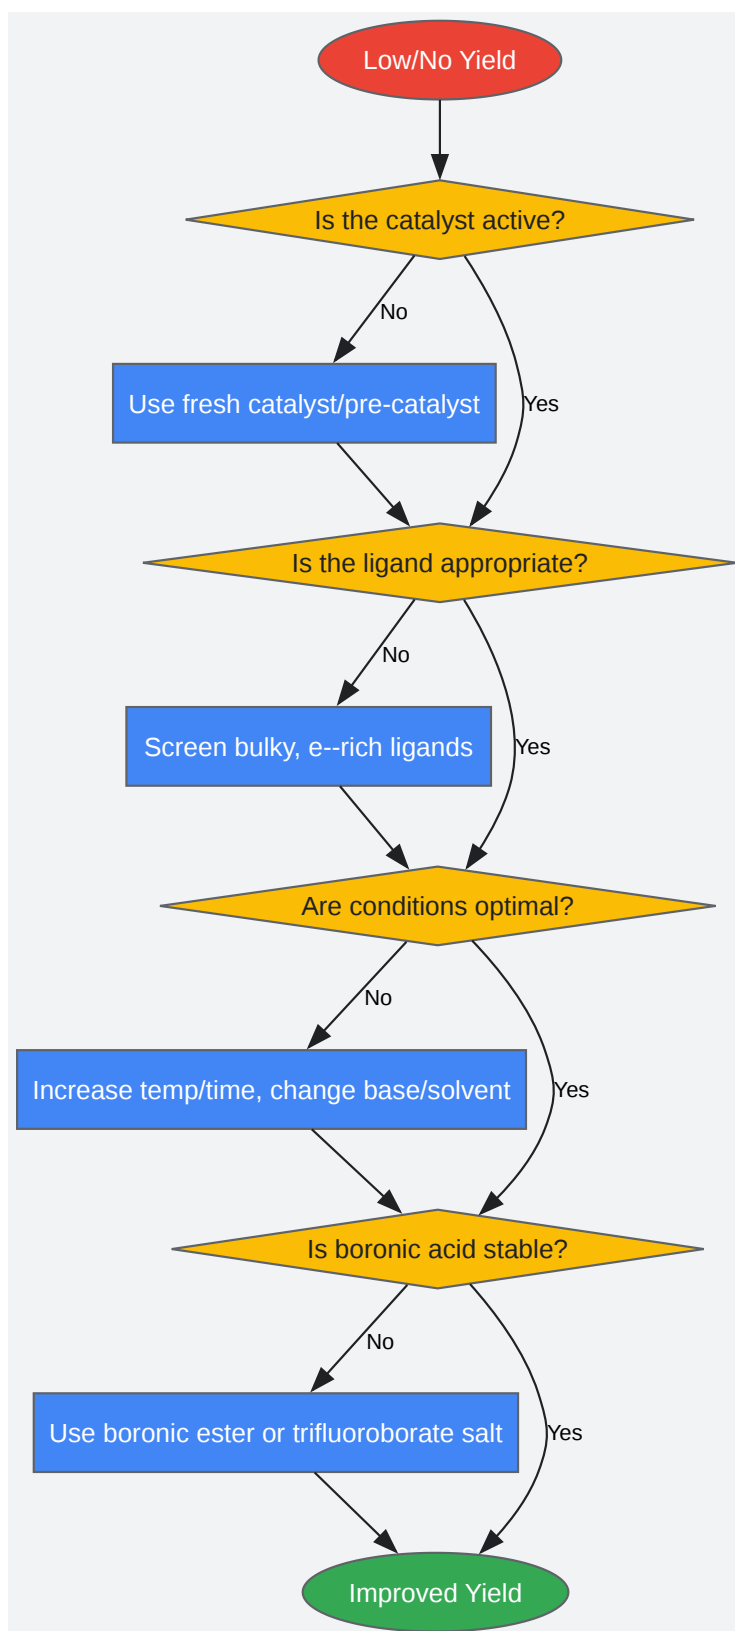 Low/No Yield
Is the catalyst active?
No
Use fresh catalyst/pre-catalyst
Yes
Is the ligand appropriate?
No
Screen bulky, e--rich ligands
Yes
Are conditions optimal?
No
Increase temp/time, change base/solvent
Yes
Is boronic acid stable?
No
Use boronic ester or trifluoroborate salt
Yes
Improved Yield